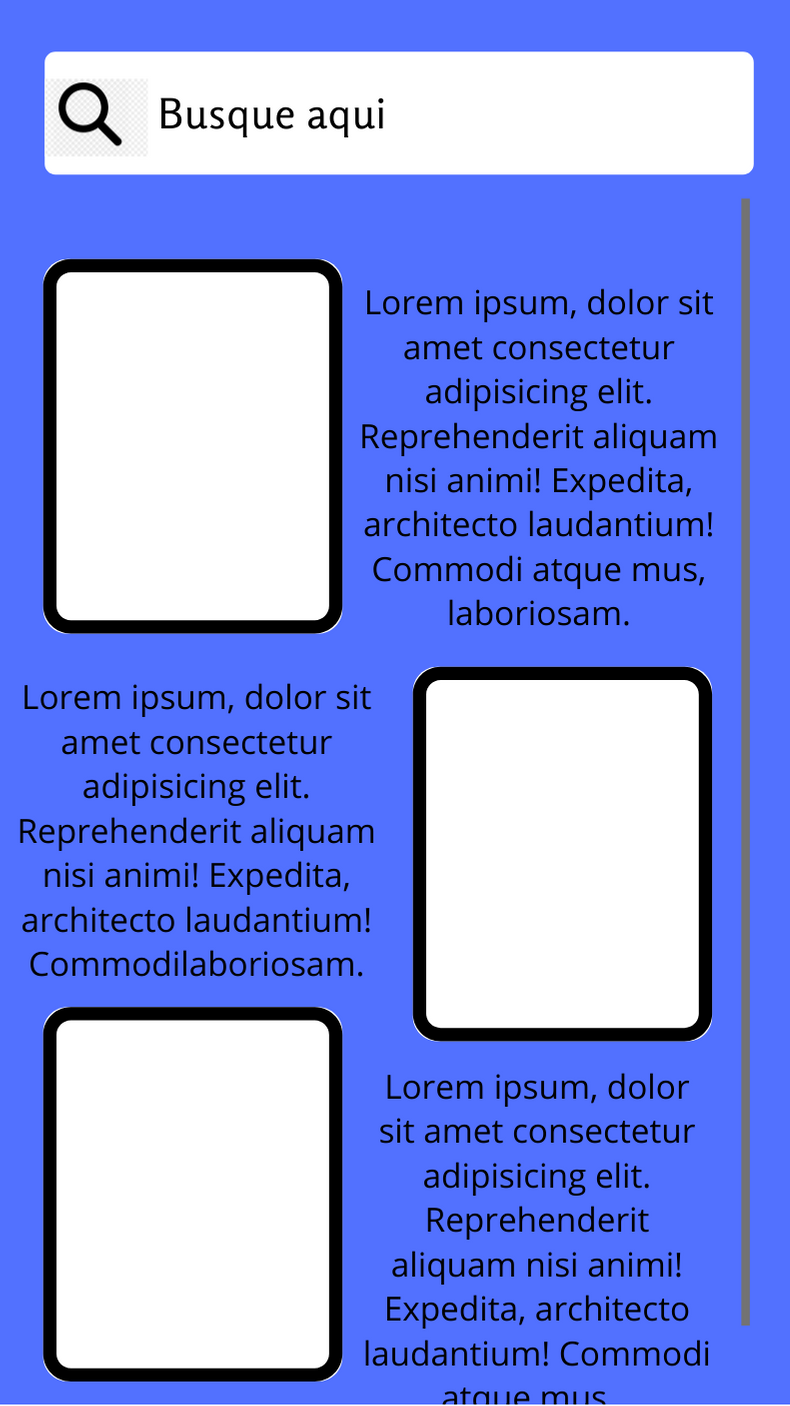 Busque aqui
Lorem ipsum, dolor sit
amet consectetur
adipisicing elit.
Reprehenderit aliquam
nisi animi! Expedita,
architecto laudantium!
Commodi atque mus,
laboriosam.
Lorem ipsum, dolor sit
amet consectetur
adipisicing elit.
Reprehenderit aliquam
nisi animi! Expedita,
architecto laudantium!
Commodilaboriosam.
Lorem ipsum, dolor
sit amet consectetur
adipisicing elit.
Reprehenderit
aliquam nisi animi!
Expedita, architecto
laudantium! Commodi
atque mus